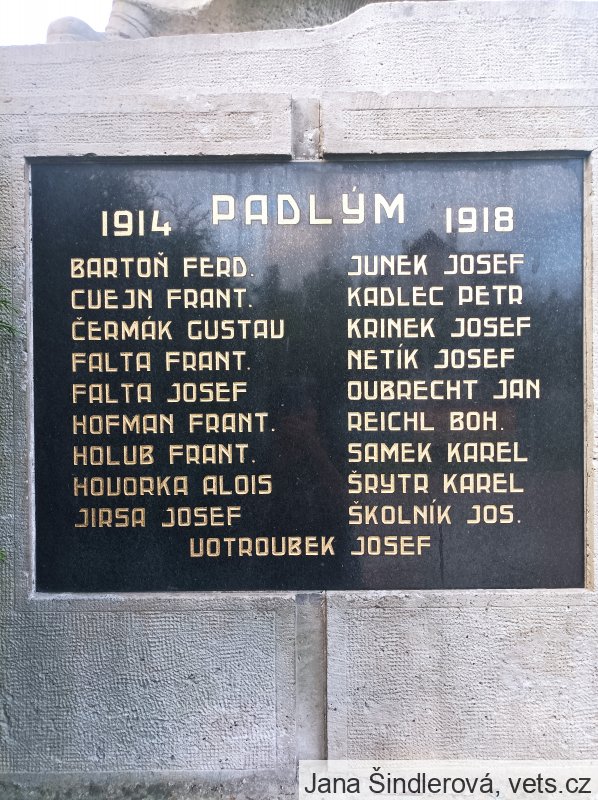 1914 PADLÝM 1918
BARTOŇ FERD.
CVEJN FRANT.
ČERMÁK GUSTAV
FALTA FRANT.
FALTA JOSEF
HOFMAN FRANT.
HOLUB FRANT.
HOVORKA ALOIS
JIRSA JOSEF
JUNEK JOSEF
KADLEC PETR
KRINEK JOSEF
NETÍK JOSEF
OUBRECHT JAN
REICHL BOH.
SAMEK KAREL
ŠRYTR KAREL
ŠKOLNÍK JOS.
VOTROUBEK JOSEF
Jana Šindlerová, vets.cz